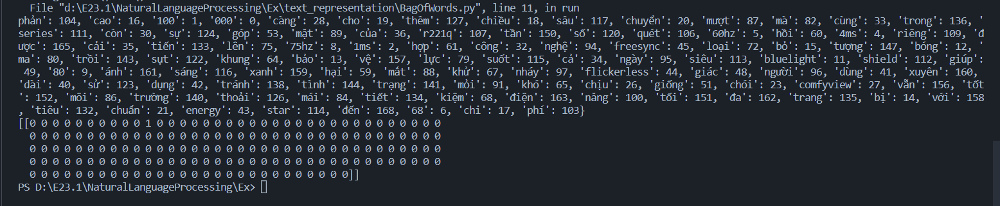 File "d:\E23.1\NaturalLanguageProcessing\Ex\text_representation\BagOfWords.py", line 11, in run
phản': 104, 'cao': 16, '100': 1, '000': 0, 'càng': 28, 'cho': 19, 'thêm': 127, 'chiều': 18, 'sâu': 117, 'chuyển': 20, 'mượt': 87, 'mà': 82, 'cùng': 33, 'trong': 136, '
series': 111, 'còn': 30, 'sự': 124, 'góp': 53, 'mặt': 89, 'của': 36, 'r221q': 107, 'tần': 150, 'số': 120, 'quét': 106, '60hz': 5, 'hồi': 60, '4ms': 4, 'riêng': 109, 'đ
ược': 165, 'cải': 35, 'tiến': 133, 'lên': 75, '75hz': 8, '1ms': 2, 'hợp': 61, 'công': 32, 'nghệ': 94, 'freesync': 45, 'loại': 72, 'bỏ': 15, 'tượng': 147, 'bóng': 12, '
ma': 80, 'trồi': 143, 'sụt': 122, 'khung': 64, 'bảo': 13, 'vệ': 157, 'lực': 79, 'suốt': 115, 'cả': 34, 'ngày': 95, 'siêu': 113, 'bluelight': 11, 'shield': 112, 'giúp':
49, '80': 9, 'ánh': 161, 'sáng': 116, 'xanh': 159, 'hại': 59, 'mắt': 88, 'khử': 67, 'nháy': 97, 'flickerless': 44, 'giác': 48, 'người': 96, 'dùng': 41, 'xuyên': 160,
'dài': 40, 'sử': 123, 'dụng': 42, 'tránh': 138, 'tình': 144, 'trạng': 141, 'mỏi': 91, 'khó': 65, 'chịu': 26, 'giống': 51, 'chói': 23, 'comfyview': 27, 'vẫn': 156, 'tốt
': 152, 'môi': 86, 'trường': 140, 'thoải': 126, 'mái': 84, 'tiết': 134, 'kiệm': 68, 'điện': 163, 'năng': 100, 'tối': 151, 'đa': 162, 'trang': 135, 'bị': 14, 'với': 158
, 'tiêu': 132, 'chuẩn': 21, 'energy': 43, 'star': 114, 'đến': 168, '68': 6, 'chi': 17, 'phí': 103}
[[0 0 0 0 0 0 0 0 0 0 1 0 0 0 0 0 0 0 0 0 0 0 0 0 0 0 0 0 0 0 0 0 0 0 0 0
0 0 0 0 0 0 0 0 0 0 0 0 0 0 0 0 0 0 0 0 0 0 0 0 0 0 0 0 0 0 0 0 0 0 0 0
0 0 0 0 0 0 0 0 0 0 0 0 0 0 0 0 0 0 0 0 0 0 0 0 0 0 0 0 0 0 0 0 0 0 0 0
0 0 0 0 0 0 0 0 0 0 0 0 0 0 0 0 0 0 0 0 0 0 0 0 0 0 0 0 0 0 0 0 0 0 0 0
0 0 0 0 0 0 0 0 0 0 0 0 0 0 0 0 0 0 0 0 0 0 0 0 0 0 0 0]]
PS D:\E23.1\NaturalLanguageProcessing\Ex>